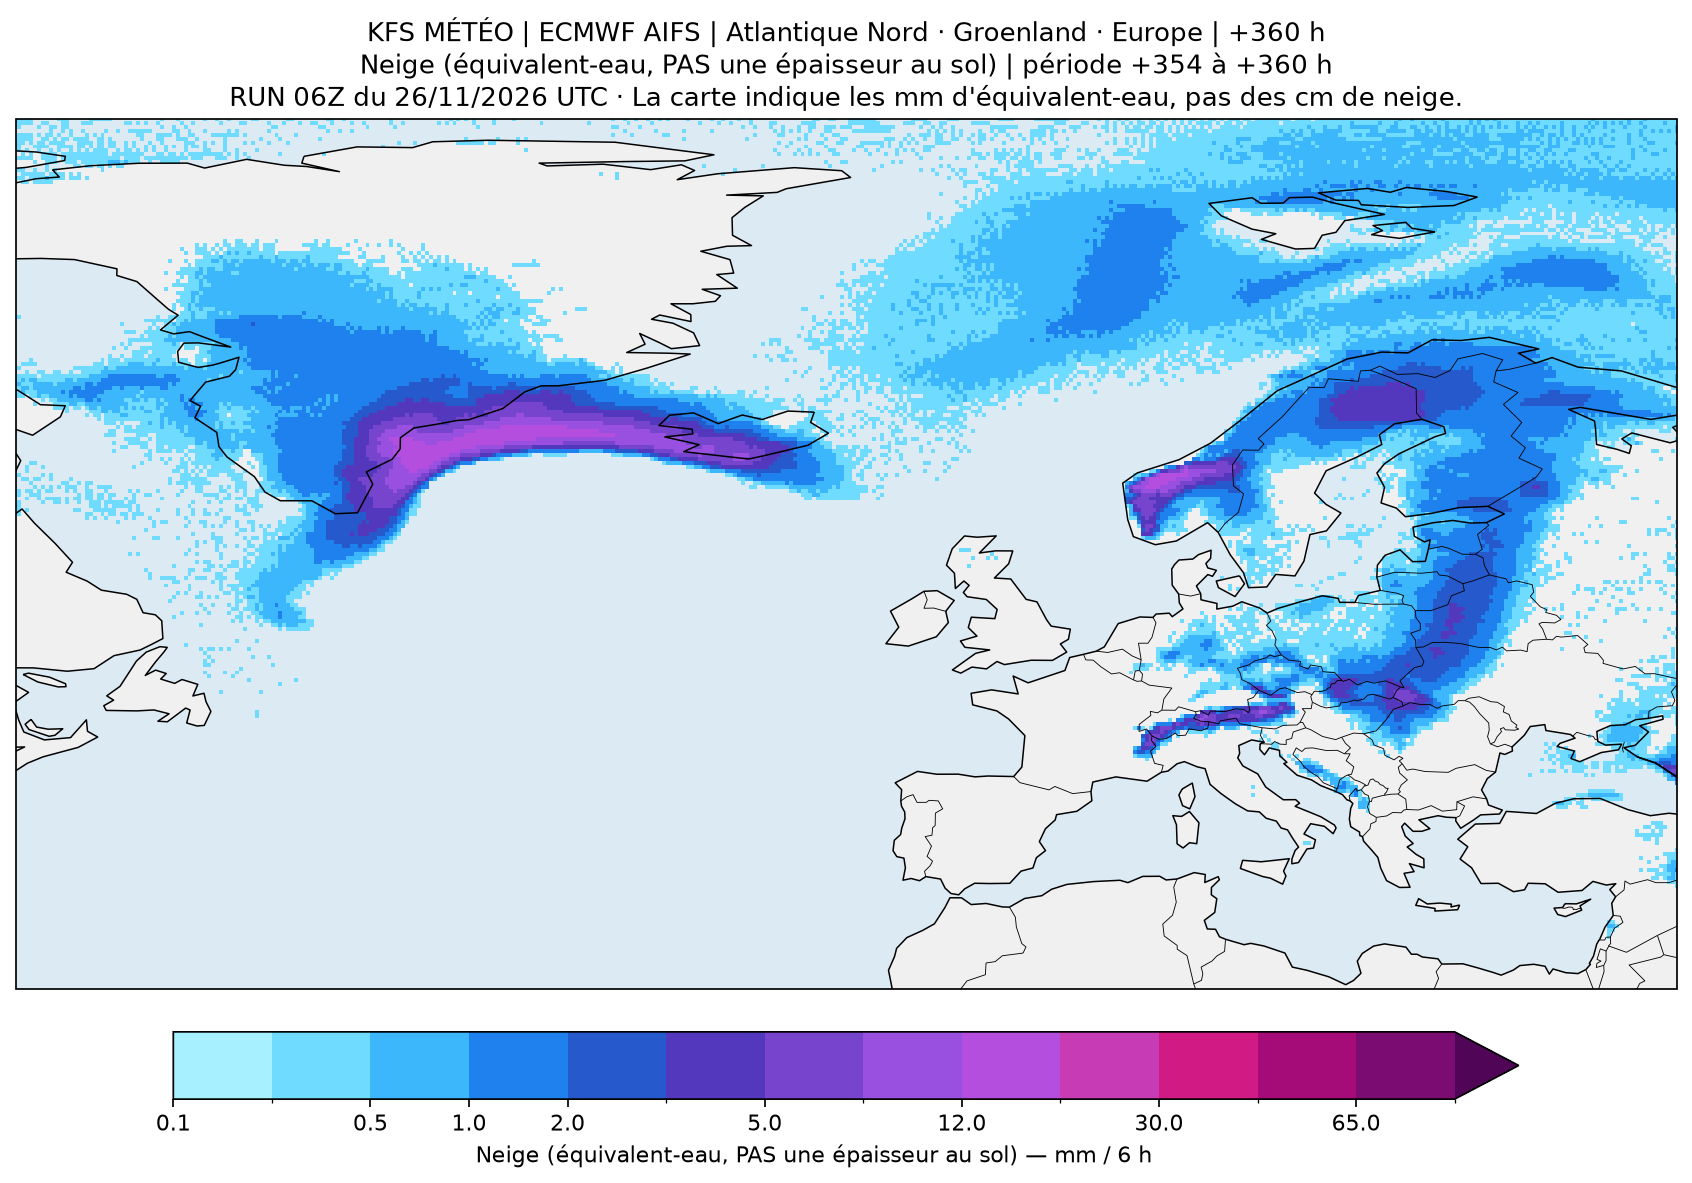 KFS MÉTÉO | ECMWF AIFS | Atlantique Nord · Groenland · Europe | +360 h
Neige (équivalent-eau, PAS une épaisseur au sol) | période +354 à +360 h
RUN 06Z du 26/11/2026 UTC · La carte indique les mm d'équivalent-eau, pas des cm de neige.
0.1 0.5 1.0 2.0 5.0 12.0 30.0 65.0
Neige (équivalent-eau, PAS une épaisseur au sol) — mm / 6 h